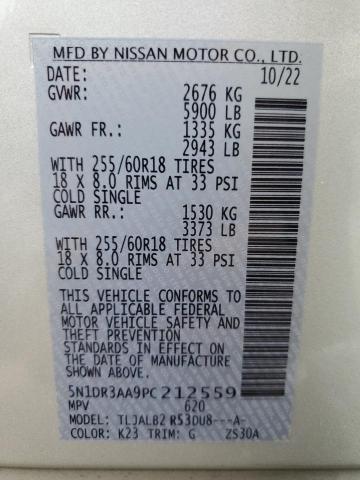 MFD BY NISSAN MOTOR CO., LTD.
DATE: 10/22
GVWR: 2676 KG
5900 LB
GAWR FR.: 1335 KG
2943 LB
WITH 255/60R18 TIRES
18 X 8.0 RIMS AT 33 PSI
COLD SINGLE
GAWR RR.: 1530 KG
3373 LB
WITH 255/60R18 TIRES
18 X 8.0 RIMS AT 33 PSI
COLD SINGLE
THIS VEHICLE CONFORMS TO
ALL APPLICABLE FEDERAL
MOTOR VEHICLE SAFETY AND
THEFT PREVENTION
STANDARDS IN EFFECT ON
THE DATE OF MANUFACTURE
SHOWN ABOVE.
5N1DR3AA9PC212559
MPV 620
MODEL: TLJALB2 R53DU8---A-
COLOR: K23 TRIM: G ZS30A